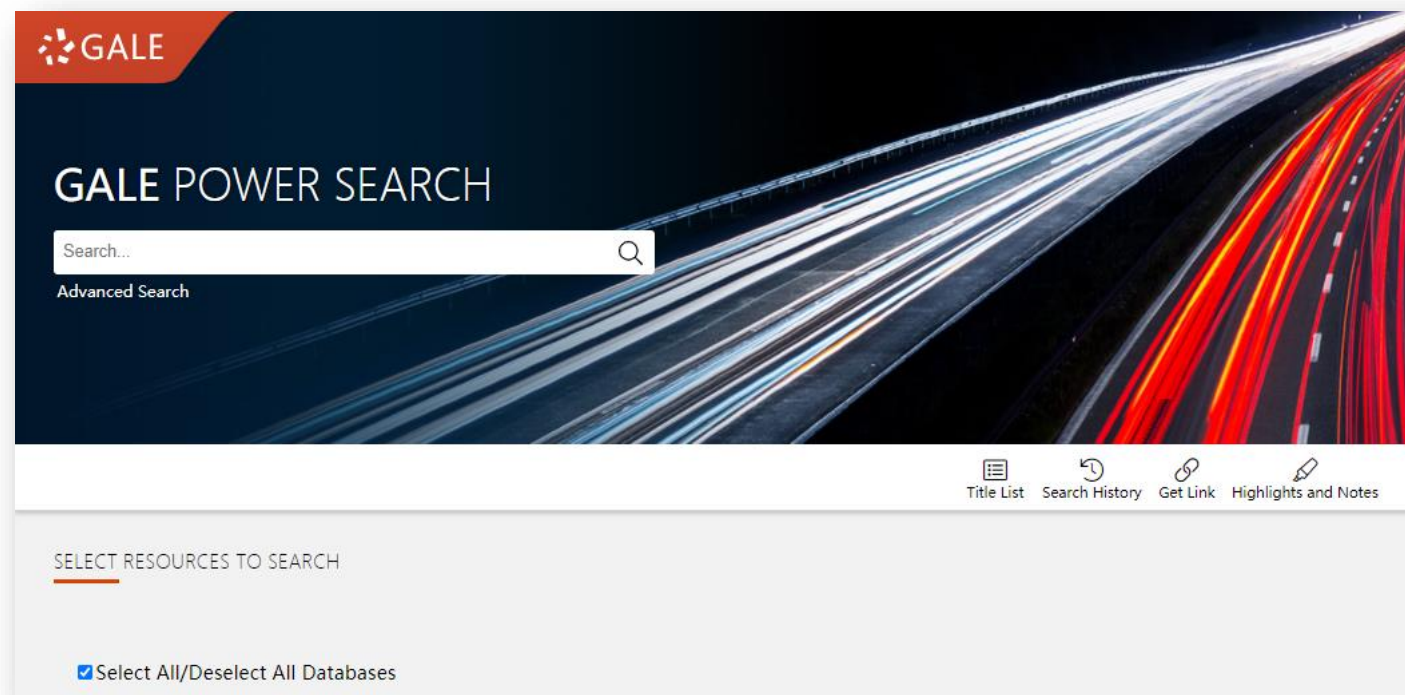 GALE
GALE POWER SEARCH
Search...
Advanced Search
Title List Search History Get Link Highlights and Notes
SELECT RESOURCES TO SEARCH
Select All/Deselect All Databases